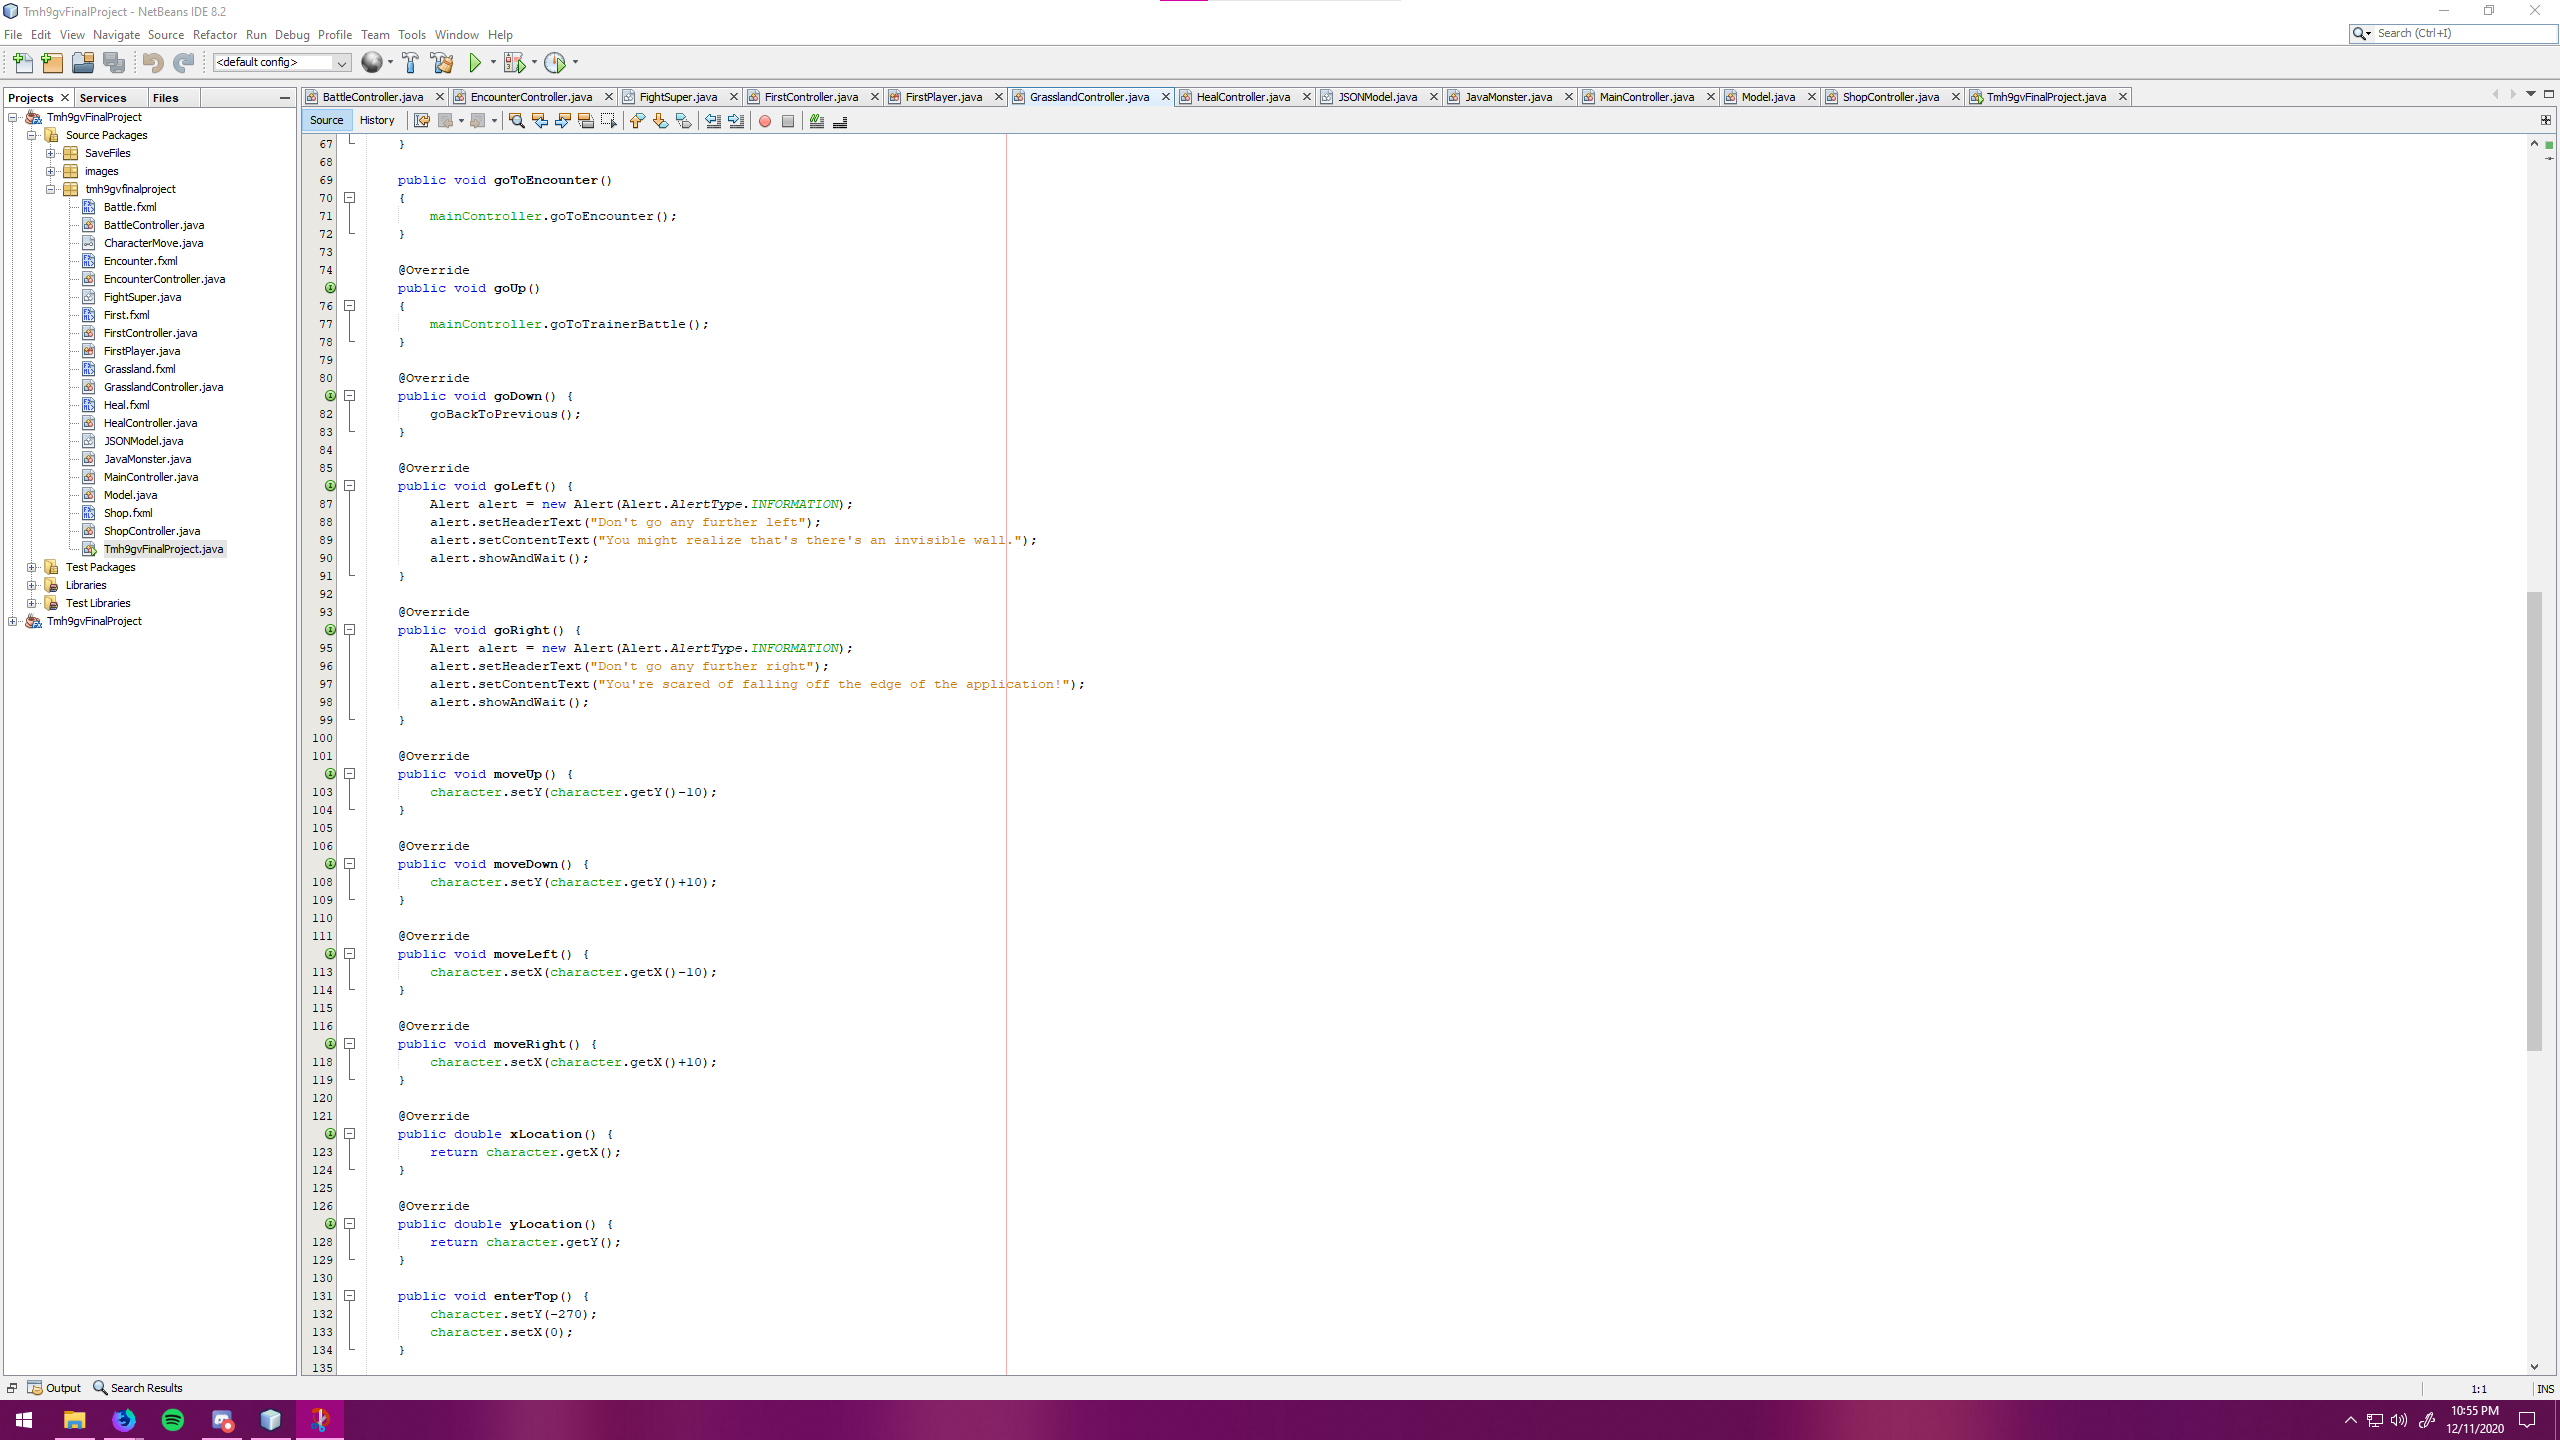 Tmh9gvFinalProject - NetBeans IDE 8.2
File Edit View Navigate Source Refactor Run Debug Profile Team Tools Window Help
Search (Ctrl+I)
<default config>
Projects Services Files
Tmh9gvFinalProject
Source Packages
SaveFiles
images
tmh9gvfinalproject
Battle.fxml
BattleController.java
CharacterMove.java
Encounter.fxml
EncounterController.java
FightSuper.java
First.fxml
FirstController.java
FirstPlayer.java
Grassland.fxml
GrasslandController.java
Heal.fxml
HealController.java
JSONModel.java
JavaMonster.java
MainController.java
Model.java
Shop.fxml
ShopController.java
Tmh9gvFinalProject.java
Test Packages
Libraries
Test Libraries
Tmh9gvFinalProject
BattleController.java EncounterController.java FightSuper.java FirstController.java FirstPlayer.java GrasslandController.java HealController.java JSONModel.java JavaMonster.java MainController.java Model.java ShopController.java Tmh9gvFinalProject.java
Source History
67 }
68
69 public void goToEncounter()
70 {
71 mainController.goToEncounter();
72 }
73
74 @Override
public void goUp()
76 {
77 mainController.goToTrainerBattle();
78 }
79
80 @Override
public void goDown() {
82 goBackToPrevious();
83 }
84
85 @Override
public void goLeft() {
87 Alert alert = new Alert(Alert.AlertType.INFORMATION);
88 alert.setHeaderText("Don't go any further left");
89 alert.setContentText("You might realize that's there's an invisible wall.");
90 alert.showAndWait();
91 }
92
93 @Override
public void goRight() {
95 Alert alert = new Alert(Alert.AlertType.INFORMATION);
96 alert.setHeaderText("Don't go any further right");
97 alert.setContentText("You're scared of falling off the edge of the application!");
98 alert.showAndWait();
99 }
100
101 @Override
public void moveUp() {
103 character.setY(character.getY()-10);
104 }
105
106 @Override
public void moveDown() {
108 character.setY(character.getY()+10);
109 }
110
111 @Override
public void moveLeft() {
113 character.setX(character.getX()-10);
114 }
115
116 @Override
public void moveRight() {
118 character.setX(character.getX()+10);
119 }
120
121 @Override
public double xLocation() {
123 return character.getX();
124 }
125
126 @Override
public double yLocation() {
128 return character.getY();
129 }
130
131 public void enterTop() {
132 character.setY(-270);
133 character.setX(0);
134 }
135
Output Search Results
1:1 INS
10:55 PM
12/11/2020